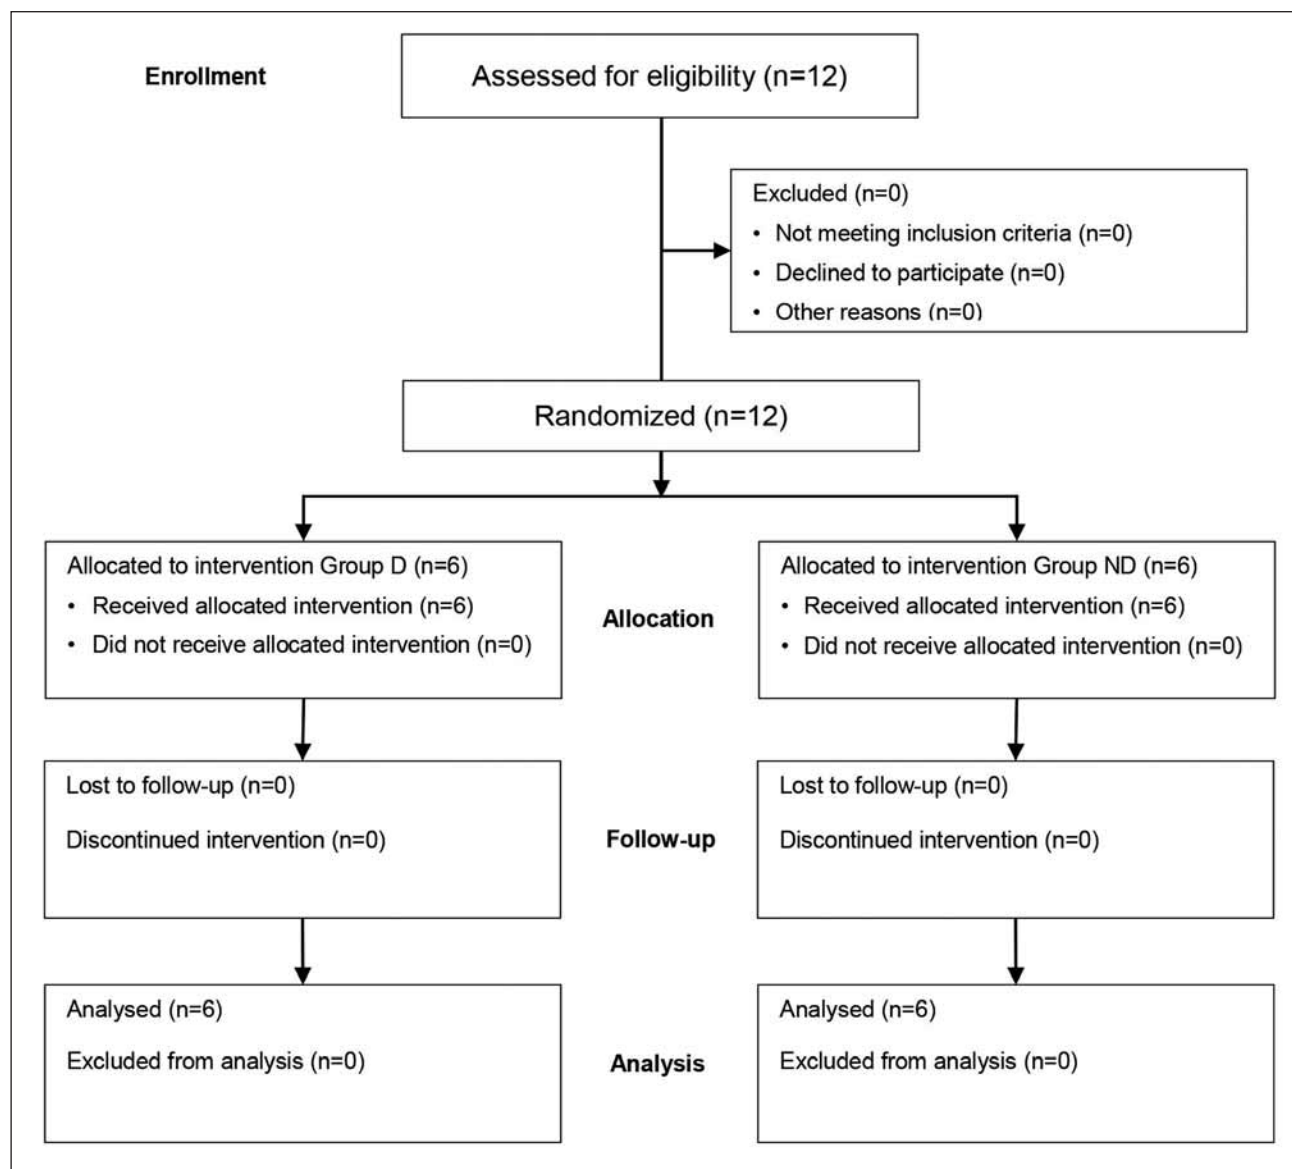 Enrollment
Assessed for eligibility (n=12)
Excluded (n=0)
• Not meeting inclusion criteria (n=0)
• Declined to participate (n=0)
• Other reasons (n=0)
Randomized (n=12)
Allocated to intervention Group D (n=6)
• Received allocated intervention (n=6)
• Did not receive allocated intervention (n=0)
Allocation
Allocated to intervention Group ND (n=6)
• Received allocated intervention (n=6)
• Did not receive allocated intervention (n=0)
Lost to follow-up (n=0)
Discontinued intervention (n=0)
Follow-up
Lost to follow-up (n=0)
Discontinued intervention (n=0)
Analysed (n=6)
Excluded from analysis (n=0)
Analysis
Analysed (n=6)
Excluded from analysis (n=0)